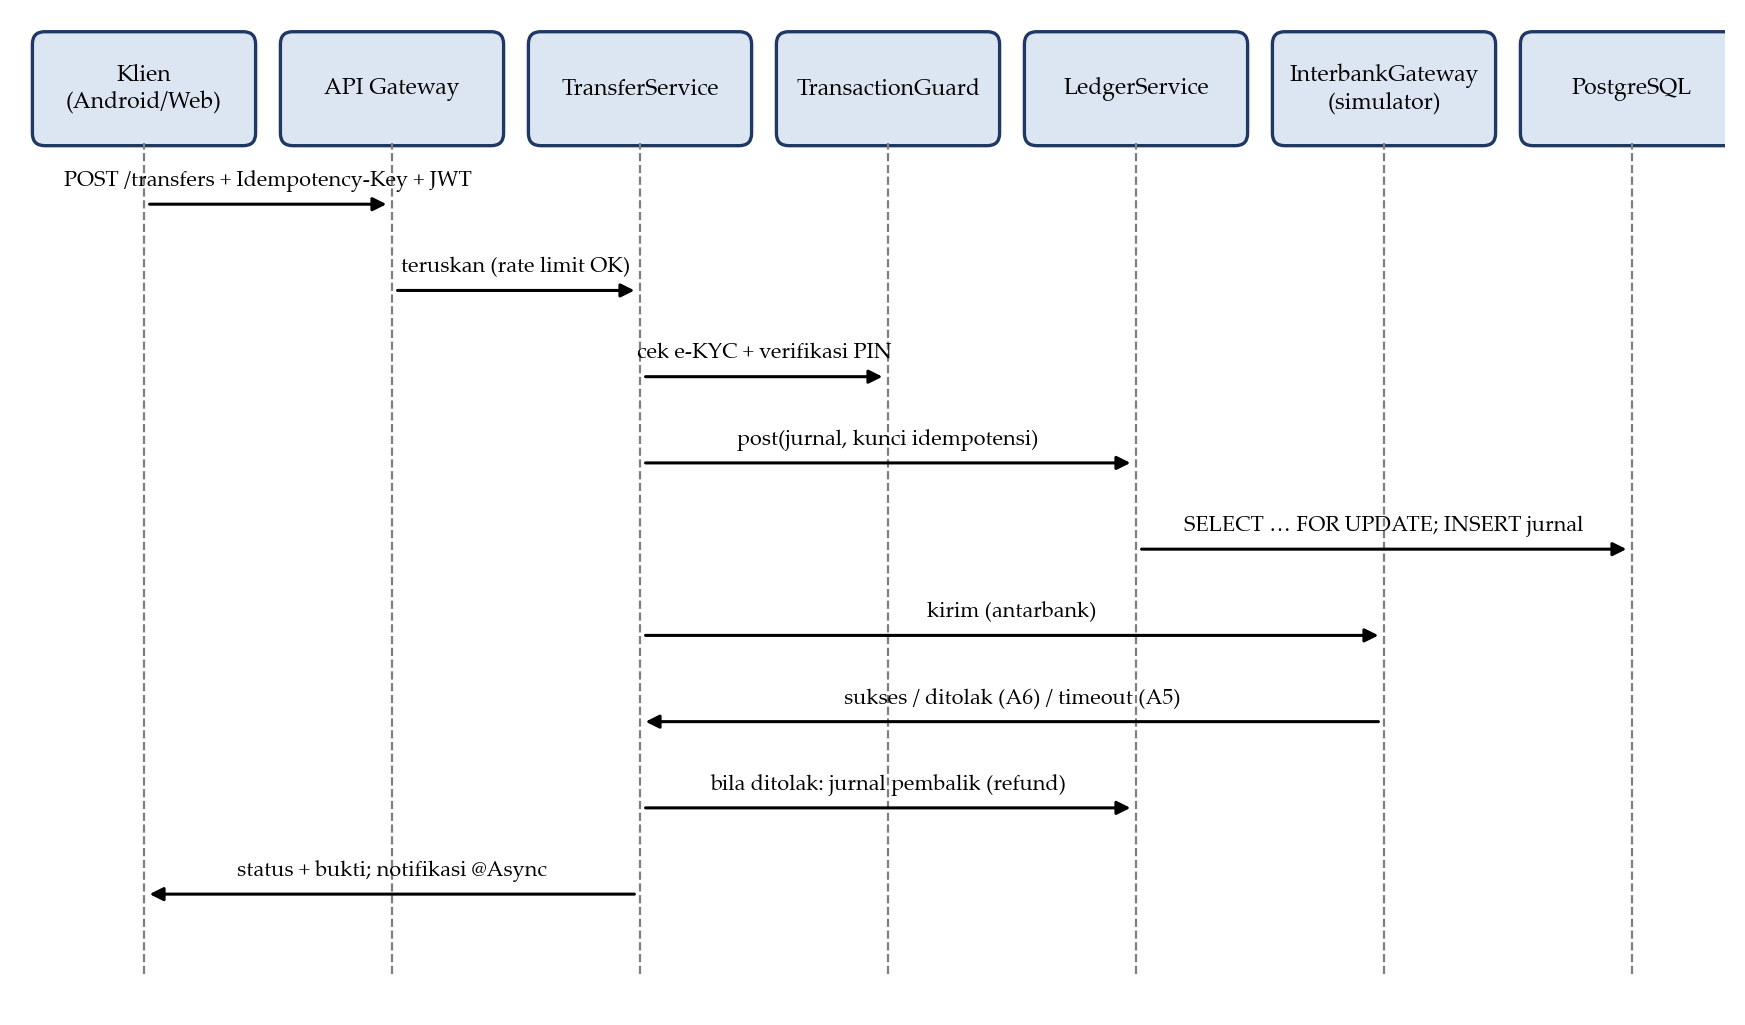 Klien
(Android/Web)
API Gateway
TransferService
TransactionGuard
LedgerService
InterbankGateway
(simulator)
PostgreSQL
POST /transfers + Idempotency-Key + JWT
teruskan (rate limit OK)
cek e-KYC + verifikasi PIN
post(jurnal, kunci idempotensi)
SELECT … FOR UPDATE; INSERT jurnal
kirim (antarbank)
sukses / ditolak (A6) / timeout (A5)
bila ditolak: jurnal pembalik (refund)
status + bukti; notifikasi @Async